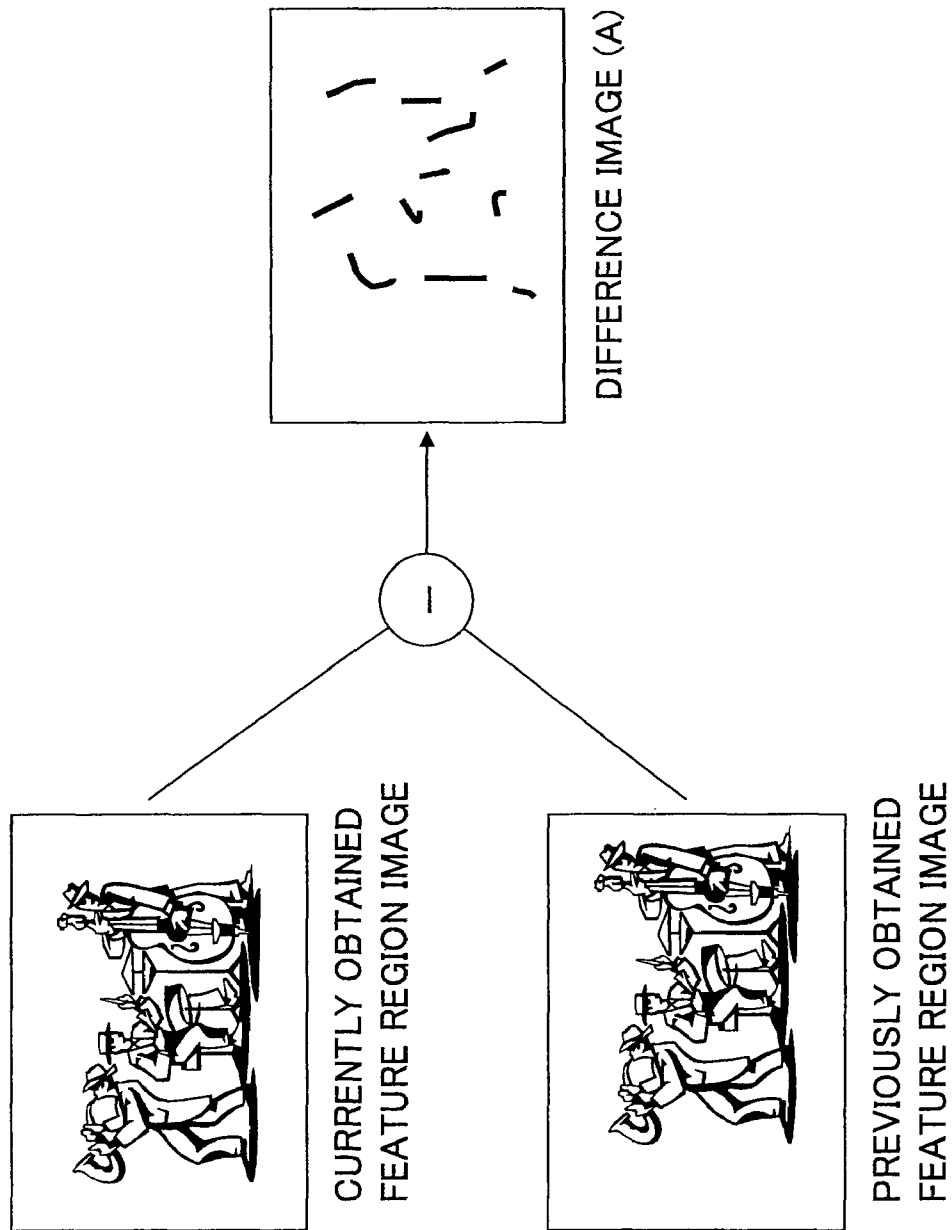 CURRENTLY OBTAINED
FEATURE REGION IMAGE
PREVIOUSLY OBTAINED
FEATURE REGION IMAGE
DIFFERENCE IMAGE (A)